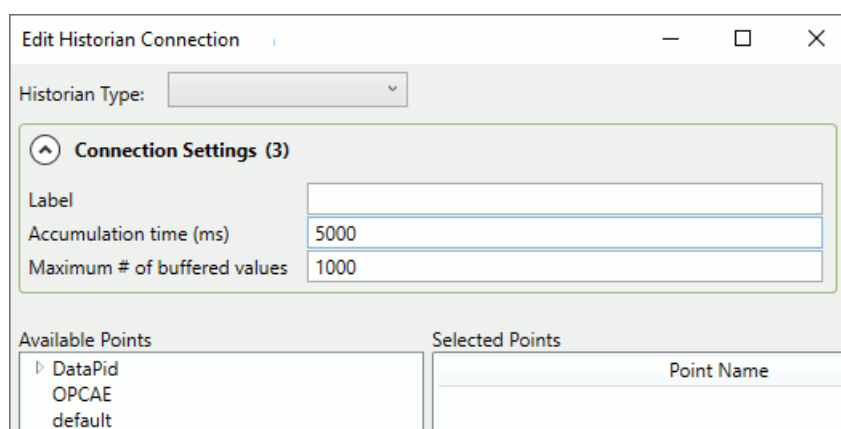 Edit Historian Connection
Historian Type:
Connection Settings (3)
Label
Accumulation time (ms) 5000
Maximum # of buffered values 1000
Available Points Selected Points
DataPid Point Name
OPCAE
default